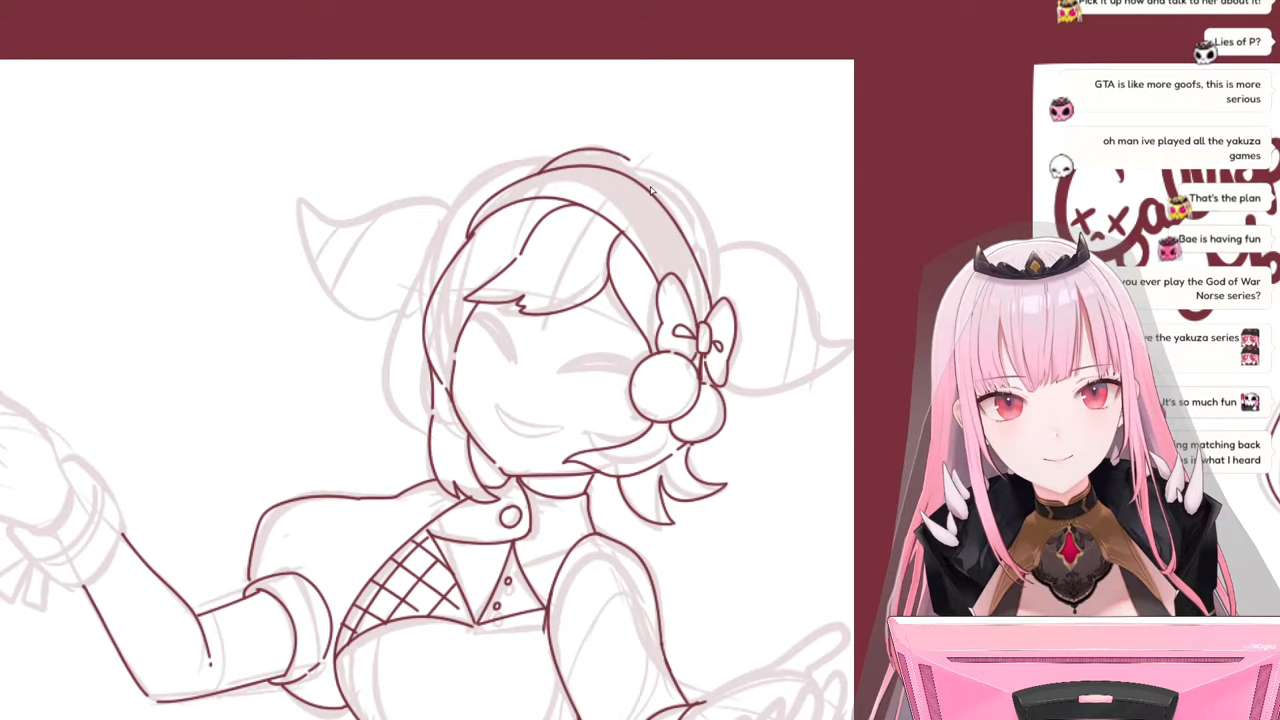 Pick it up now and talk to her about it!
Lies of P?
GTA is like more goofs, this is more
serious
oh man ive played all the yakuza
games
That's the plan
Bae is having fun
you ever play the God of War
Norse series?
the yakuza series
It's so much fun
matching back
is what I heard